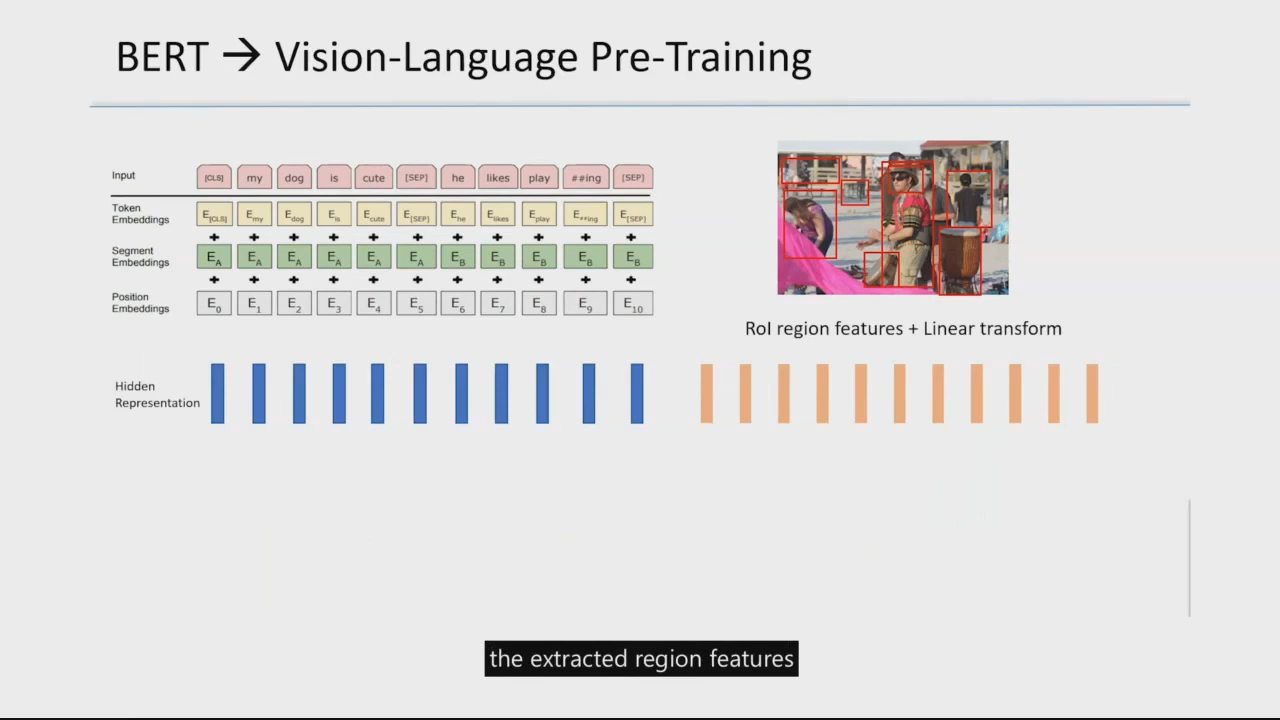 BERT → Vision-Language Pre-Training
Input [CLS] my dog is cute [SEP] he likes play ##ing [SEP]
Token
Embeddings
E[CLS] Emy Edog Eis Ecute E[SEP] Ehe Elikes Eplay E##ing E[SEP]
+ + + + + + + + + + +
Segment
Embeddings
EA EA EA EA EA EA EB EB EB EB EB
+ + + + + + + + + + +
Position
Embeddings
E0 E1 E2 E3 E4 E5 E6 E7 E8 E9 E10
RoI region features + Linear transform
Hidden
Representation
the extracted region features